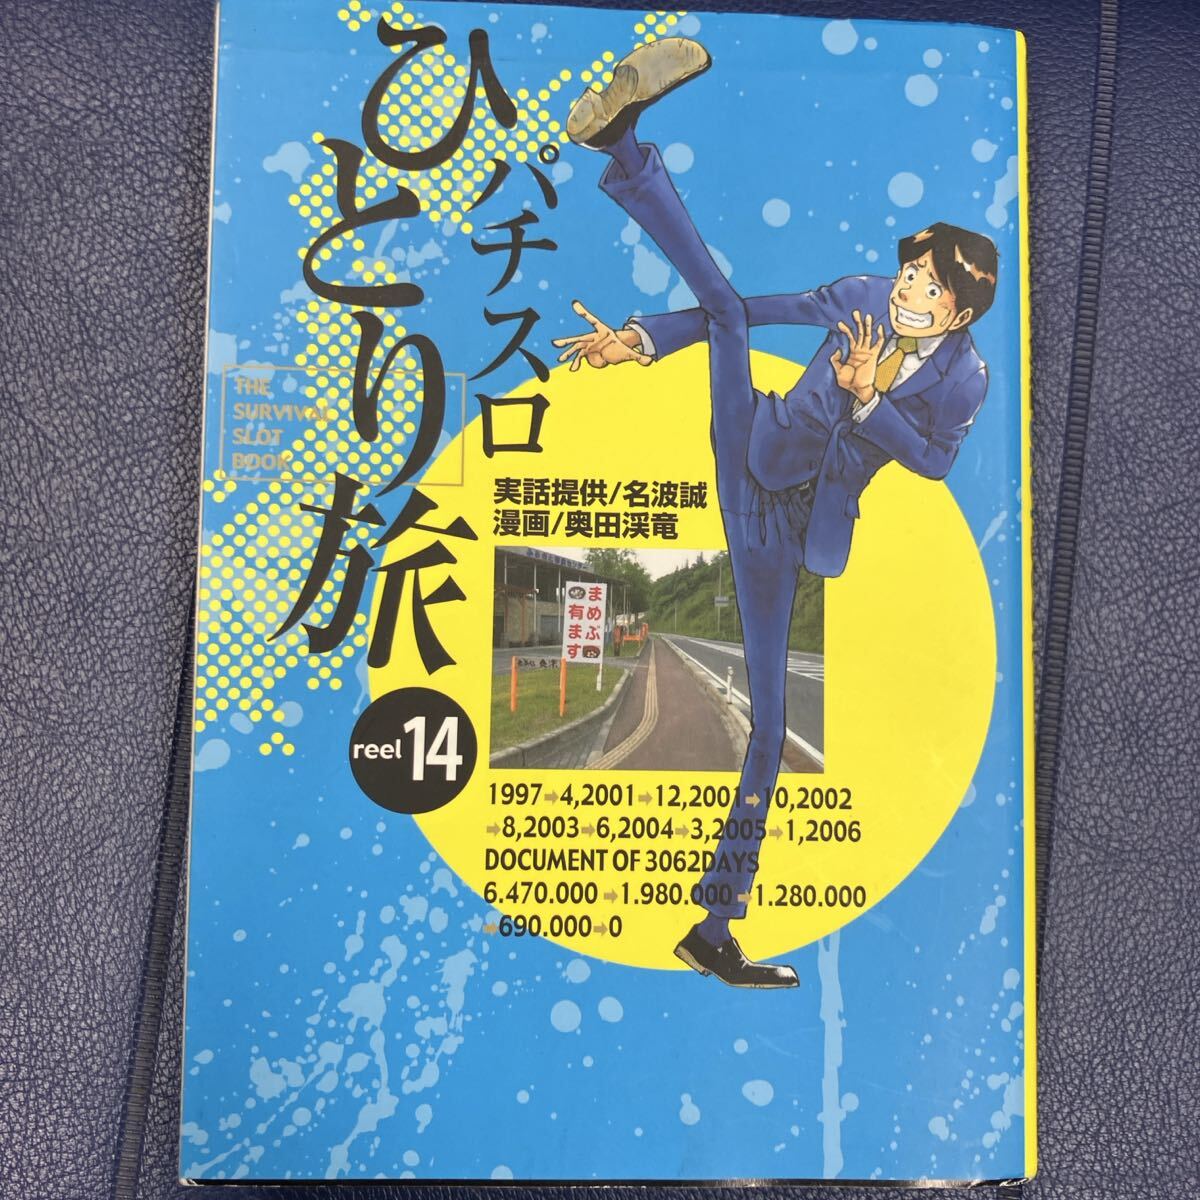 パチスロ
ひとり旅
THE
SURVIVAL
SLOT
BOOK
実話提供/名波誠
漫画/奥田渓竜
まめぶ
有ます
reel14
1997➡4,2001➡12,2001➡10,2002
➡8,2003➡6,2004➡3,2005➡1,2006
DOCUMENT OF 3062DAYS
6.470.000➡1.980.000➡1.280.000
➡690.000➡0